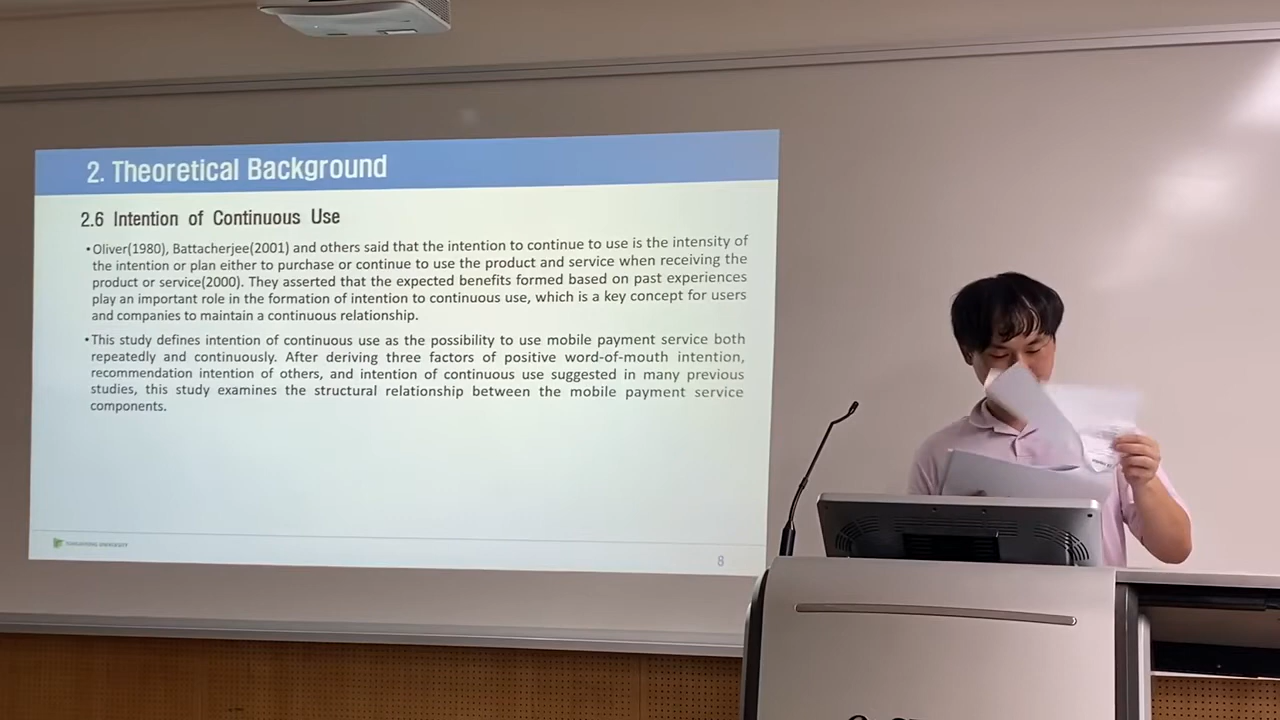 2. Theoretical Background
2.6 Intention of Continuous Use
•Oliver(1980), Battacherjee(2001) and others said that the intention to continue to use is the intensity of
the intention or plan either to purchase or continue to use the product and service when receiving the
product or service(2000). They asserted that the expected benefits formed based on past experiences
play an important role in the formation of intention to continuous use, which is a key concept for users
and companies to maintain a continuous relationship.
•This study defines intention of continuous use as the possibility to use mobile payment service both
repeatedly and continuously. After deriving three factors of positive word-of-mouth intention,
recommendation intention of others, and intention of continuous use suggested in many previous
studies, this study examines the structural relationship between the mobile payment service
components.
8